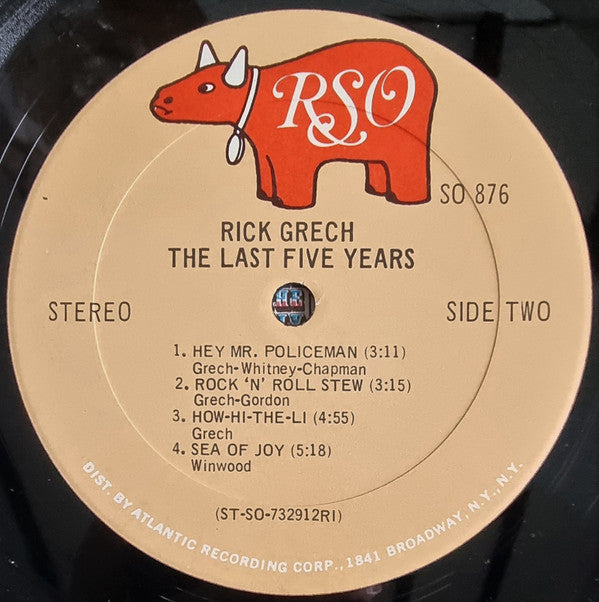 RSO
SO 876
RICK GRECH
THE LAST FIVE YEARS
STEREO
SIDE TWO
1. HEY MR. POLICEMAN (3:11)
Grech-Whitney-Chapman
2. ROCK 'N' ROLL STEW (3:15)
Grech-Gordon
3. HOW-HI-THE-LI (4:55)
Grech
4. SEA OF JOY (5:18)
Winwood
(ST-SO-732912RI)
DIST. BY ATLANTIC RECORDING CORP., 1841 BROADWAY, N.Y., N.Y.